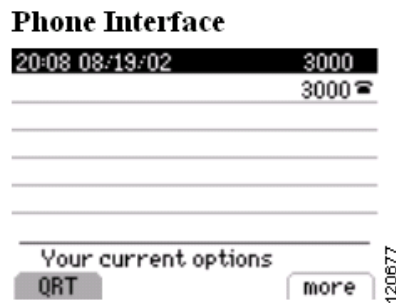 Phone Interface
20:08 08/19/02 3000
3000
Your current options
QRT more
120677